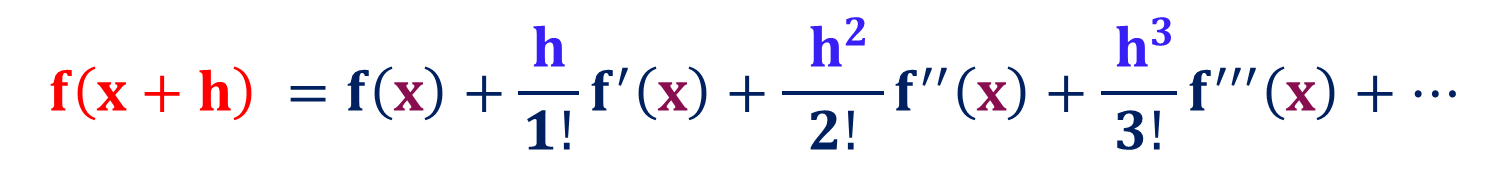 f(x + h) = f(x) + h/1! f′(x) + h²/2! f′′(x) + h³/3! f′′′(x) + ⋯